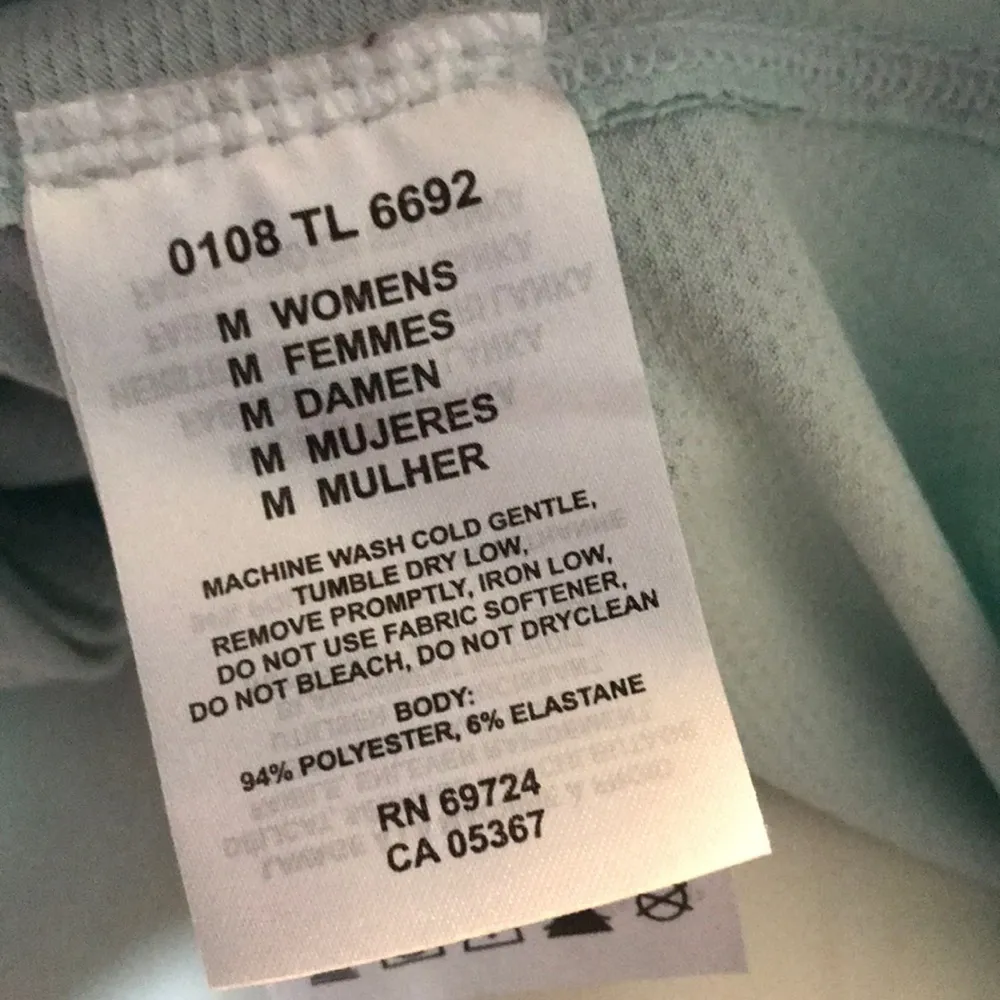 0108 TL 6692
M WOMENS
M FEMMES
M DAMEN
M MUJERES
M MULHER
MACHINE WASH COLD GENTLE,
TUMBLE DRY LOW,
REMOVE PROMPTLY, IRON LOW,
DO NOT USE FABRIC SOFTENER,
DO NOT BLEACH, DO NOT DRYCLEAN
BODY:
94% POLYESTER, 6% ELASTANE
RN 69724
CA 05367